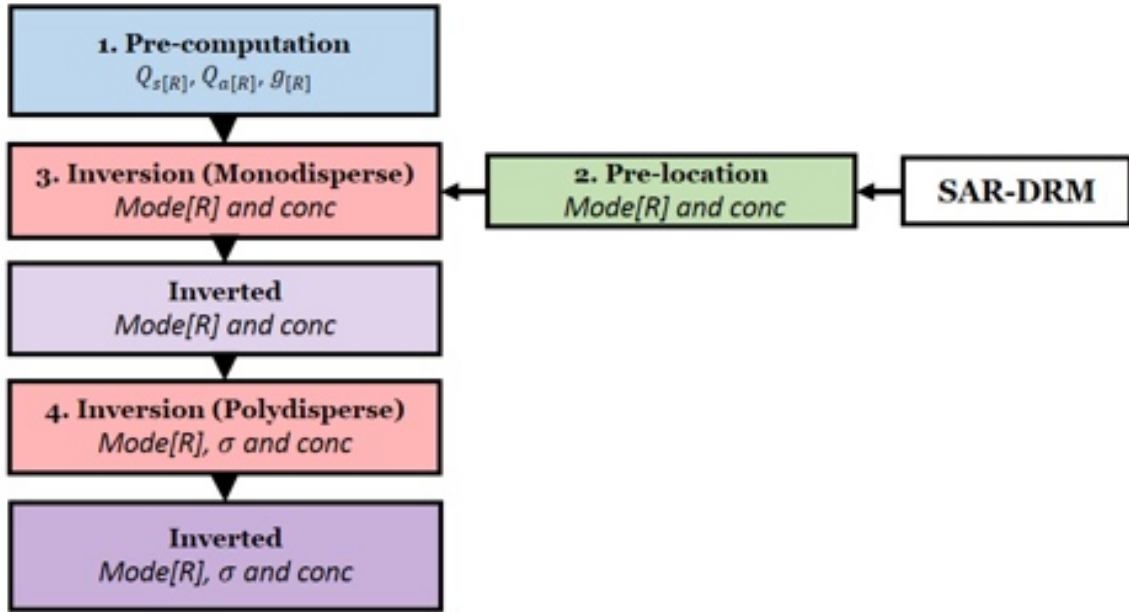 1. Pre-computation
Qs[R], Qa[R], g[R]
3. Inversion (Monodisperse)
Mode[R] and conc
2. Pre-location
Mode[R] and conc
SAR-DRM
Inverted
Mode[R] and conc
4. Inversion (Polydisperse)
Mode[R], σ and conc
Inverted
Mode[R], σ and conc